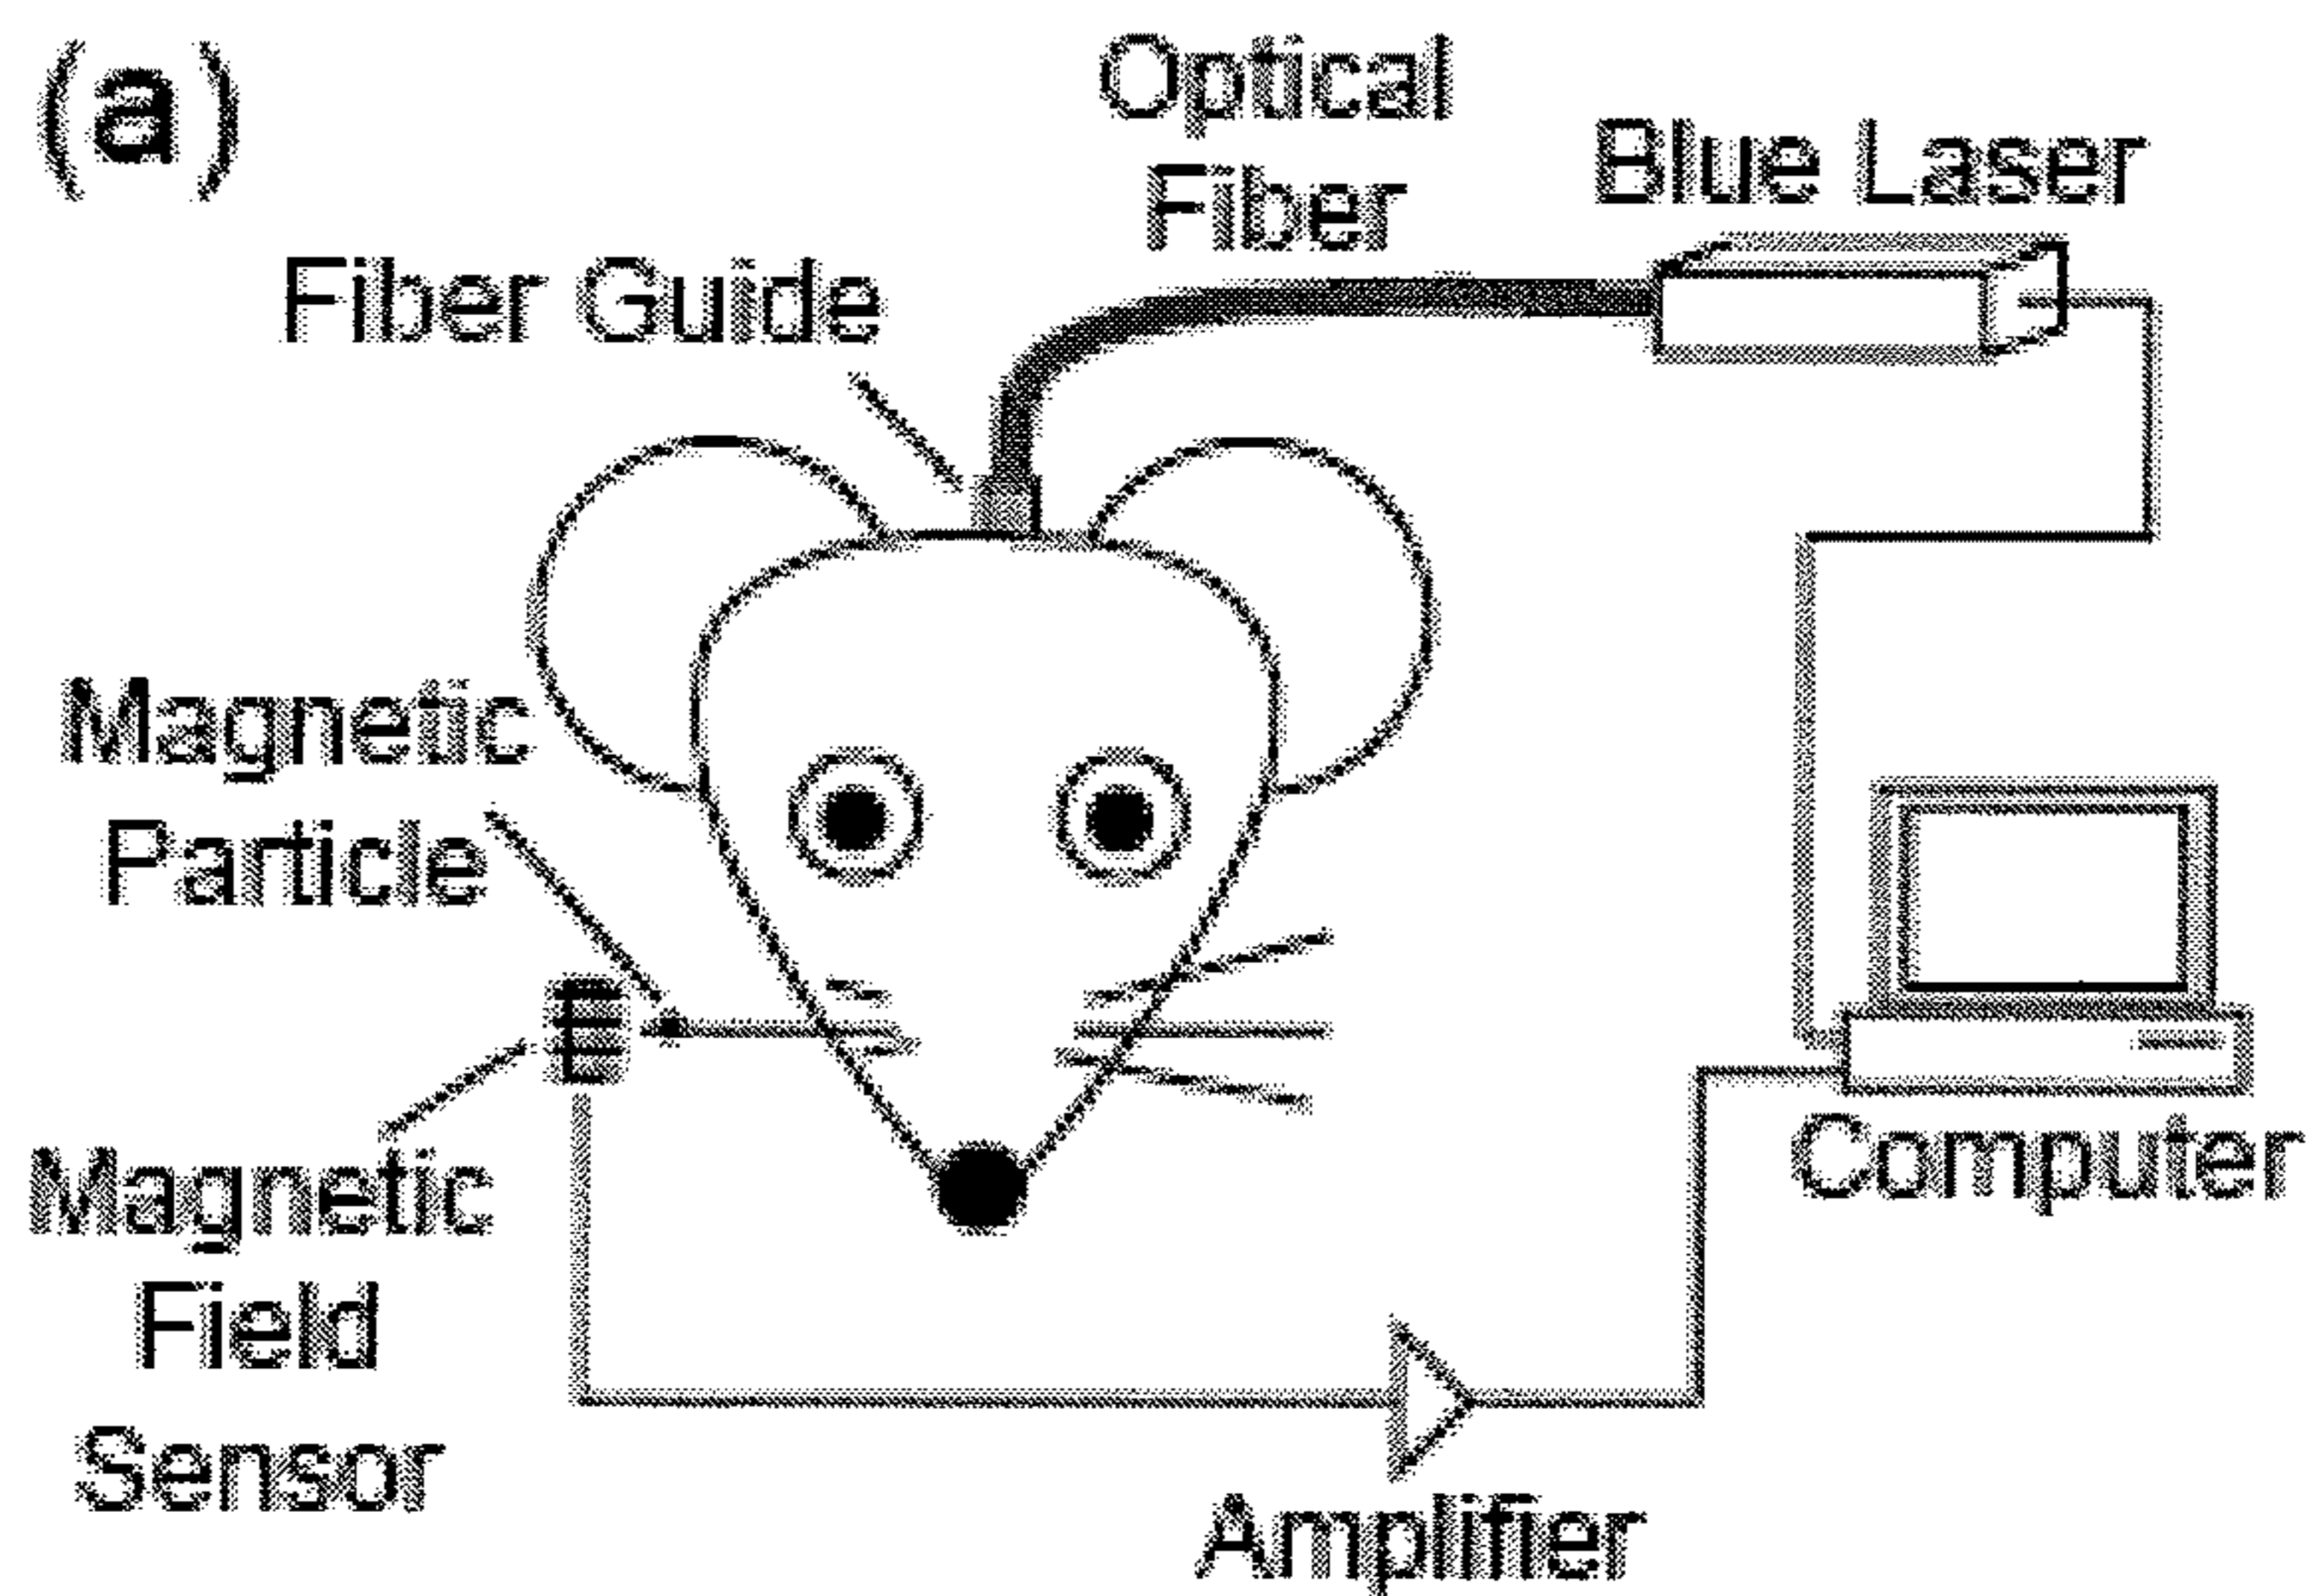 (a)
Optical
Fiber
Blue Laser
Fiber Guide
Magnetic
Particle
Magnetic
Field
Sensor
Computer
Amplifier